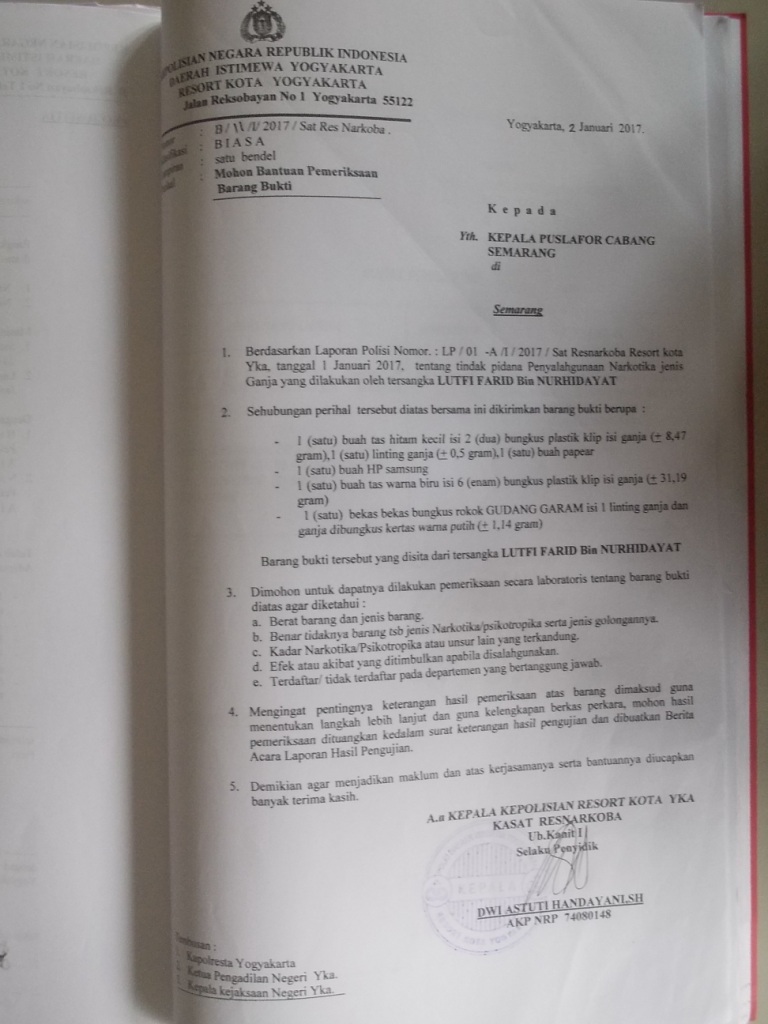 KEPOLISIAN NEGARA REPUBLIK INDONESIA
DAERAH ISTIMEWA YOGYAKARTA
RESORT KOTA YOGYAKARTA
Jalan Reksobayan No 1 Yogyakarta 55122
Yogyakarta, 2 Januari 2017.
: B / 11 /I/ 2017 / Sat Res Narkoba .
: B I A S A
: satu bendel
: Mohon Bantuan Pemeriksaan
Barang Bukti
K e p a d a
Yth. KEPALA PUSLAFOR CABANG
SEMARANG
di
Semarang
1. Berdasarkan Laporan Polisi Nomor. : LP / 01 -A /I / 2017 / Sat Resnarkoba Resort kota
Yka, tanggal 1 Januari 2017, tentang tindak pidana Penyalahgunaan Narkotika jenis
Ganja yang dilakukan oleh tersangka LUTFI FARID Bin NURHIDAYAT
2. Sehubungan perihal tersebut diatas bersama ini dikirimkan barang bukti berupa :
- 1 (satu) buah tas hitam kecil isi 2 (dua) bungkus plastik klip isi ganja (± 8,47
gram),1 (satu) linting ganja (± 0,5 gram),1 (satu) buah papear
- 1 (satu) buah HP samsung
- 1 (satu) buah tas warna biru isi 6 (enam) bungkus plastik klip isi ganja (± 31,19
gram)
- 1 (satu) bekas bekas bungkus rokok GUDANG GARAM isi 1 linting ganja dan
ganja dibungkus kertas warna putih (± 1,14 gram)
Barang bukti tersebut yang disita dari tersangka LUTFI FARID Bin NURHIDAYAT
3. Dimohon untuk dapatnya dilakukan pemeriksaan secara laboratoris tentang barang bukti
diatas agar diketahui :
a. Berat barang dan jenis barang.
b. Benar tidaknya barang tsb jenis Narkotika/psikotropika serta jenis golongannya.
c. Kadar Narkotika/Psikotropika atau unsur lain yang terkandung.
d. Efek atau akibat yang ditimbulkan apabila disalahgunakan.
e. Terdaftar/ tidak terdaftar pada departemen yang bertanggung jawab.
4. Mengingat pentingnya keterangan hasil pemeriksaan atas barang dimaksud guna
menentukan langkah lebih lanjut dan guna kelengkapan berkas perkara, mohon hasil
pemeriksaan dituangkan kedalam surat keterangan hasil pengujian dan dibuatkan Berita
Acara Laporan Hasil Pengujian.
5. Demikian agar menjadikan maklum dan atas kerjasamanya serta bantuannya diucapkan
banyak terima kasih.
A.n KEPALA KEPOLISIAN RESORT KOTA YKA
KASAT RESNARKOBA
Ub.Kanit I
Selaku Penyidik
KEPALA
DWI ASTUTI HANDAYANI.SH
AKP NRP 74080148
Tembusan :
Kapolresta Yogyakarta
Ketua Pengadilan Negeri Yka.
Kepala kejaksaan Negeri Yka.